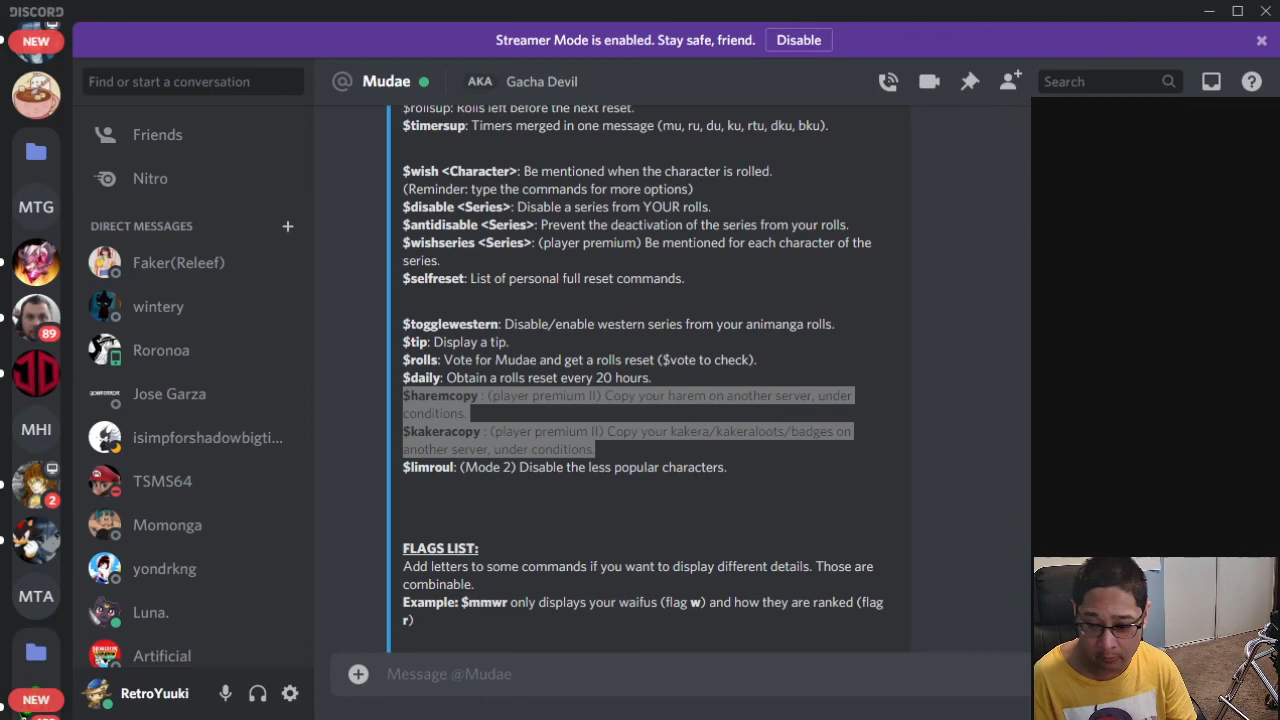 DISCORD
Streamer Mode is enabled. Stay safe, friend.
Disable
NEW
MTG
89
MHI
2
MTA
NEW
Find or start a conversation
Friends
Nitro
DIRECT MESSAGES
Faker(Releef)
wintery
Roronoa
Jose Garza
isimpforshadowbigti...
TSMS64
Momonga
yondrkng
Luna.
Artificial
RetroYuuki
@ Mudae AKA Gacha Devil
Search
$rollsup: Rolls left before the next reset.
$timersup: Timers merged in one message (mu, ru, du, ku, rtu, dku, bku).
$wish <Character>: Be mentioned when the character is rolled.
(Reminder: type the commands for more options)
$disable <Series>: Disable a series from YOUR rolls.
$antidisable <Series>: Prevent the deactivation of the series from your rolls.
$wishseries <Series>: (player premium) Be mentioned for each character of the
series.
$selfreset: List of personal full reset commands.
$togglewestern: Disable/enable western series from your animanga rolls.
$tip: Display a tip.
$rolls: Vote for Mudae and get a rolls reset ($vote to check).
$daily: Obtain a rolls reset every 20 hours.
$haremcopy : (player premium II) Copy your harem on another server, under
conditions.
$kakeracopy : (player premium II) Copy your kakera/kakeraloots/badges on
another server, under conditions.
$limroul: (Mode 2) Disable the less popular characters.
FLAGS LIST:
Add letters to some commands if you want to display different details. Those are
combinable.
Example: $mmwr only displays your waifus (flag w) and how they are ranked (flag
r)
Message @Mudae